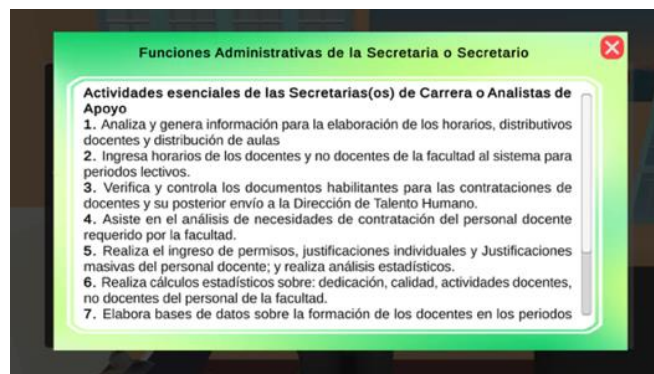 Funciones Administrativas de la Secretaria o Secretario
Actividades esenciales de las Secretarias(os) de Carrera o Analistas de
Apoyo
1. Analiza y genera información para la elaboración de los horarios, distributivos
docentes y distribución de aulas
2. Ingresa horarios de los docentes y no docentes de la facultad al sistema para
periodos lectivos.
3. Verifica y controla los documentos habilitantes para las contrataciones de
docentes y su posterior envío a la Dirección de Talento Humano.
4. Asiste en el análisis de necesidades de contratación del personal docente
requerido por la facultad.
5. Realiza el ingreso de permisos, justificaciones individuales y Justificaciones
masivas del personal docente; y realiza análisis estadísticos.
6. Realiza cálculos estadísticos sobre: dedicación, calidad, actividades docentes,
no docentes del personal de la facultad.
7. Elabora bases de datos sobre la formación de los docentes en los periodos